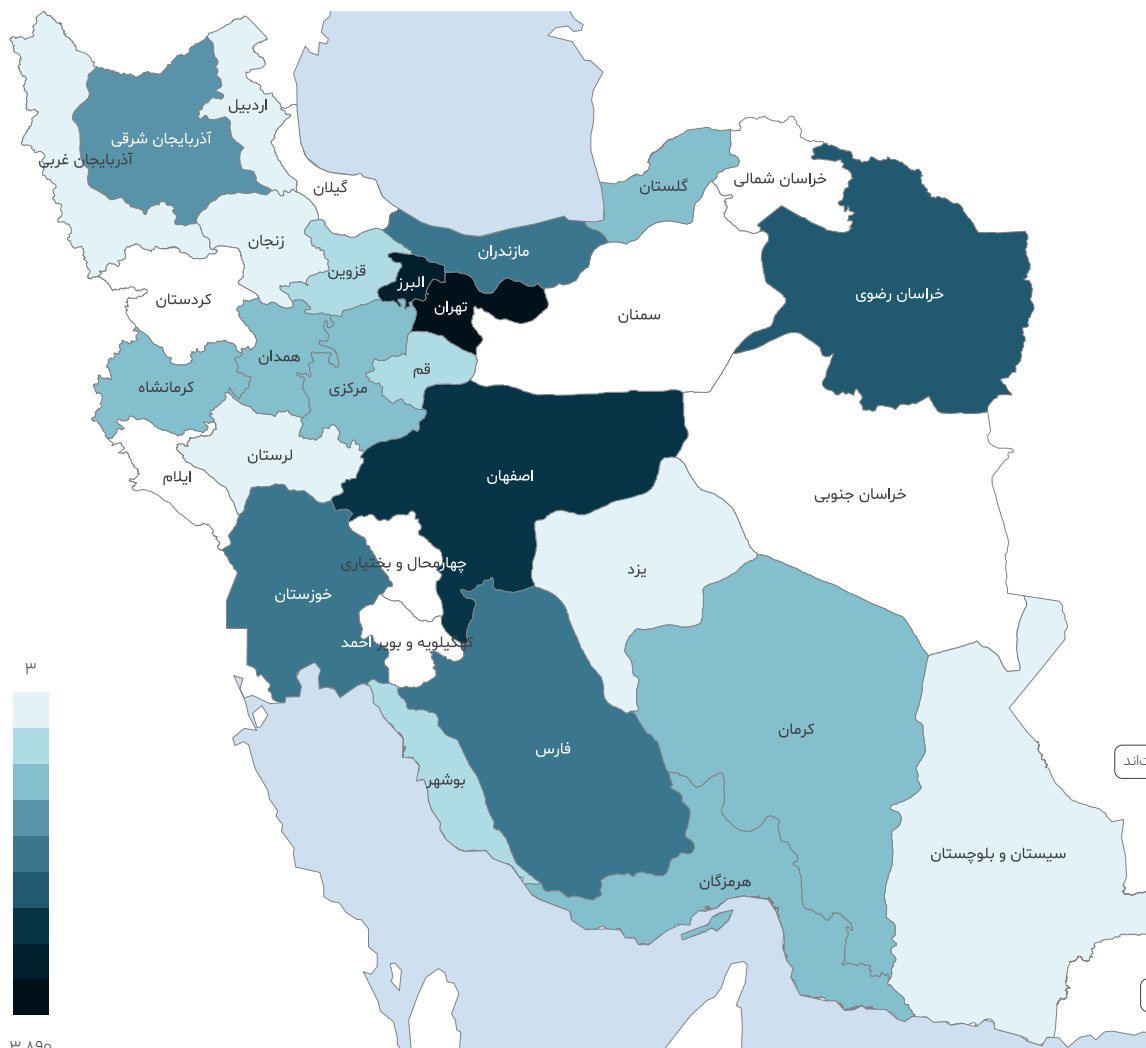 اردبیل
آذربایجان شرقی
آذربایجان غربی
گیلان
خراسان شمالی
گلستان
زنجان
مازندران
قزوین
البرز
خراسان رضوی
کردستان
تهران
سمنان
همدان
قم
کرمانشاه
مرکزی
لرستان
ایلام
اصفهان
خراسان جنوبی
چهارمحال و بختیاری
یزد
خوزستان
کهگیلویه و بویر احمد
۳
کرمان
فارس
بوشهر
سیستان و بلوچستان
هرمزگان